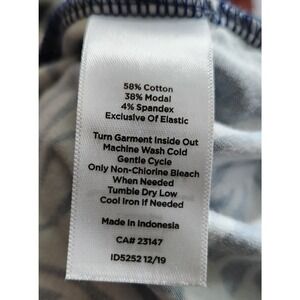 58% Cotton
38% Modal
4% Spandex
Exclusive Of Elastic
Turn Garment Inside Out
Machine Wash Cold
Gentle Cycle
Only Non-Chlorine Bleach
When Needed
Tumble Dry Low
Cool Iron if Needed
Made in Indonesia
CA# 23147
ID5252 12/19